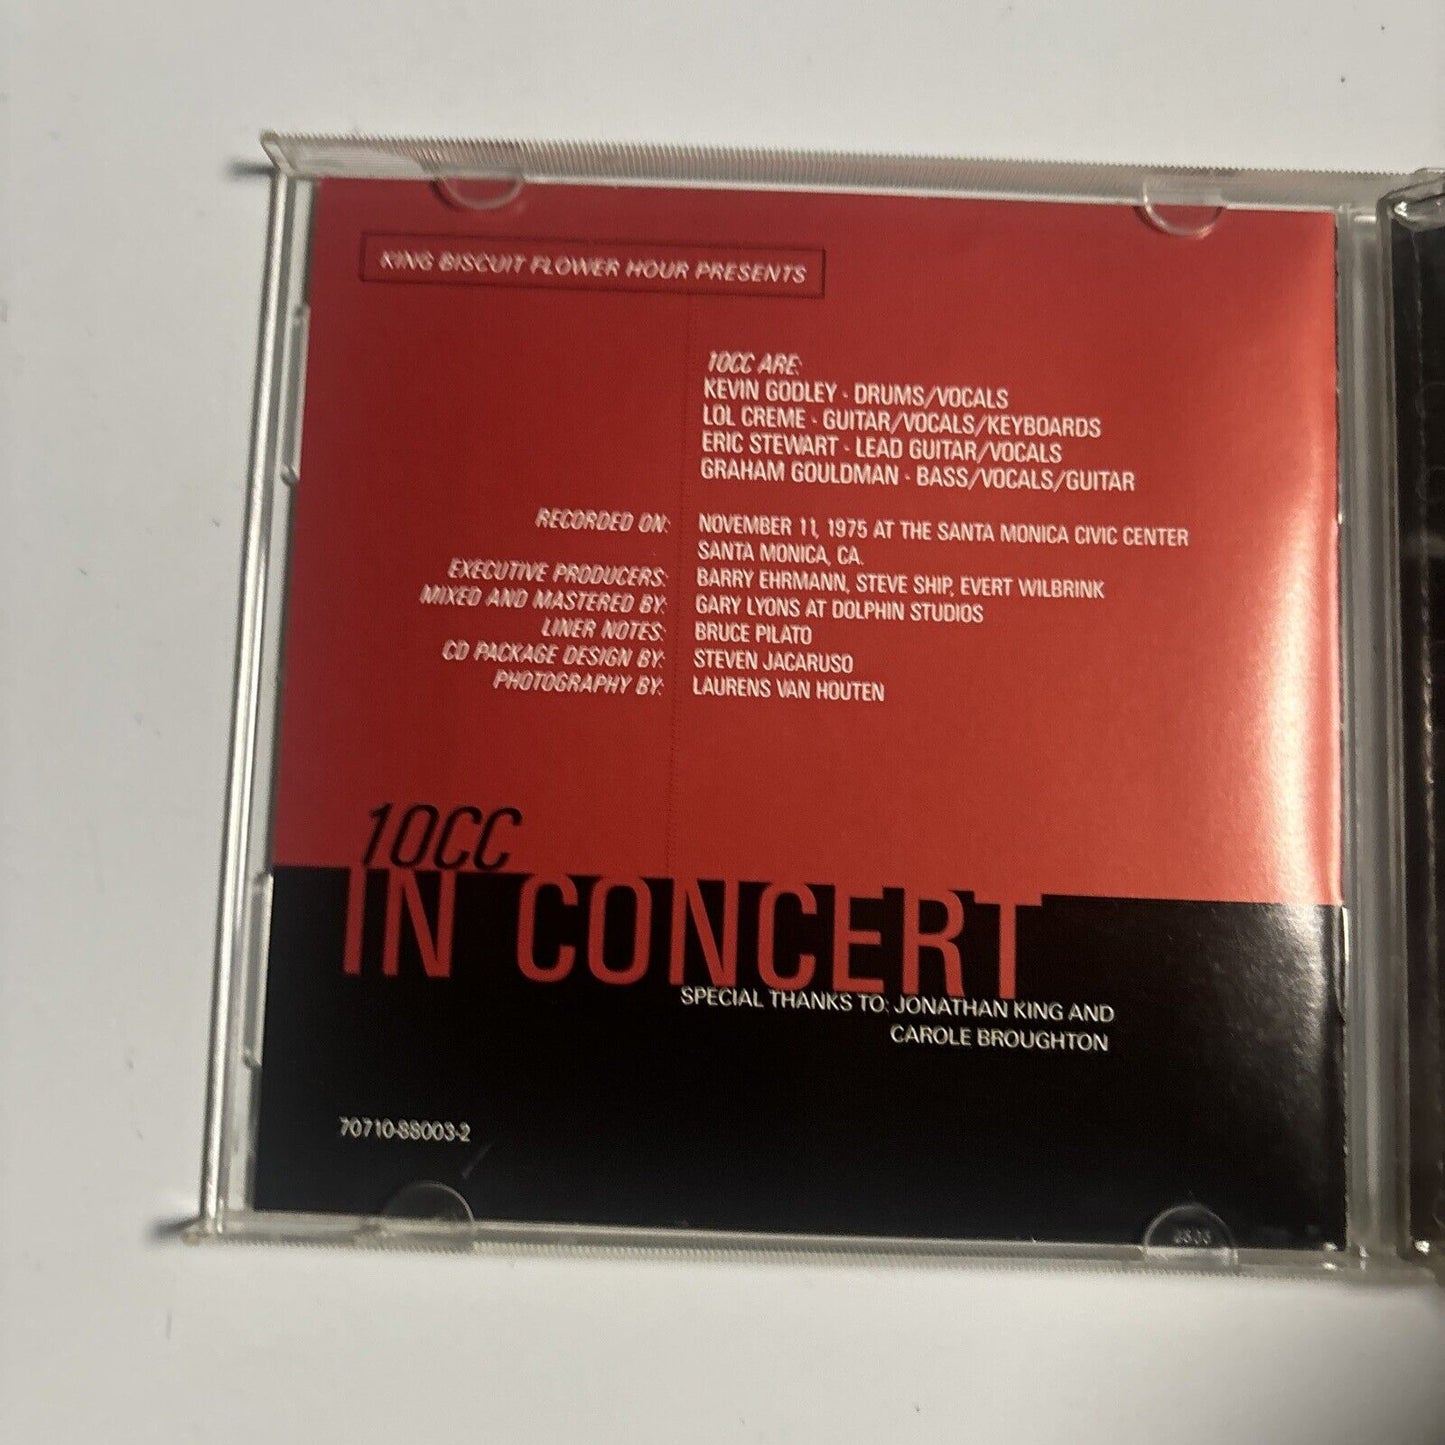 KING BISCUIT FLOWER HOUR PRESENTS
10CC ARE:
KEVIN GODLEY - DRUMS/VOCALS
LOL CREME - GUITAR/VOCALS/KEYBOARDS
ERIC STEWART - LEAD GUITAR/VOCALS
GRAHAM GOULDMAN - BASS/VOCALS/GUITAR
RECORDED ON: NOVEMBER 11, 1975 AT THE SANTA MONICA CIVIC CENTER
SANTA MONICA, CA.
EXECUTIVE PRODUCERS: BARRY EHRMANN, STEVE SHIP, EVERT WILBRINK
MIXED AND MASTERED BY: GARY LYONS AT DOLPHIN STUDIOS
LINER NOTES: BRUCE PILATO
CD PACKAGE DESIGN BY: STEVEN JACARUSO
PHOTOGRAPHY BY: LAURENS VAN HOUTEN
10CC
IN CONCERT
SPECIAL THANKS TO: JONATHAN KING AND
CAROLE BROUGHTON
70710-88003-2